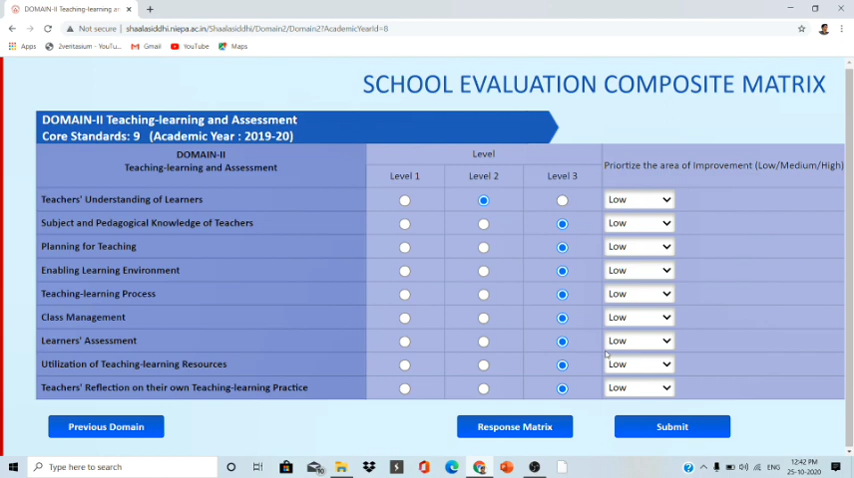 DOMAIN-II Teaching-learning an
Not secure | shaalasiddhi.niepa.ac.in/Shaalasiddhi/Domain2/Domain2?AcademicYearId=8
Apps 2veritasium - YouTu... Gmail YouTube Maps
SCHOOL EVALUATION COMPOSITE MATRIX
DOMAIN-II Teaching-learning and Assessment
Core Standards: 9 (Academic Year : 2019-20)
DOMAIN-II
Teaching-learning and Assessment
Level
Prioritize the area of Improvement (Low/Medium/High)
Level 1 Level 2 Level 3
Teachers' Understanding of Learners Low
Subject and Pedagogical Knowledge of Teachers Low
Planning for Teaching Low
Enabling Learning Environment Low
Teaching-learning Process Low
Class Management Low
Learners' Assessment Low
Utilization of Teaching-learning Resources Low
Teachers' Reflection on their own Teaching-learning Practice Low
Previous Domain Response Matrix Submit
Type here to search
ENG
12:42 PM
25-10-2020